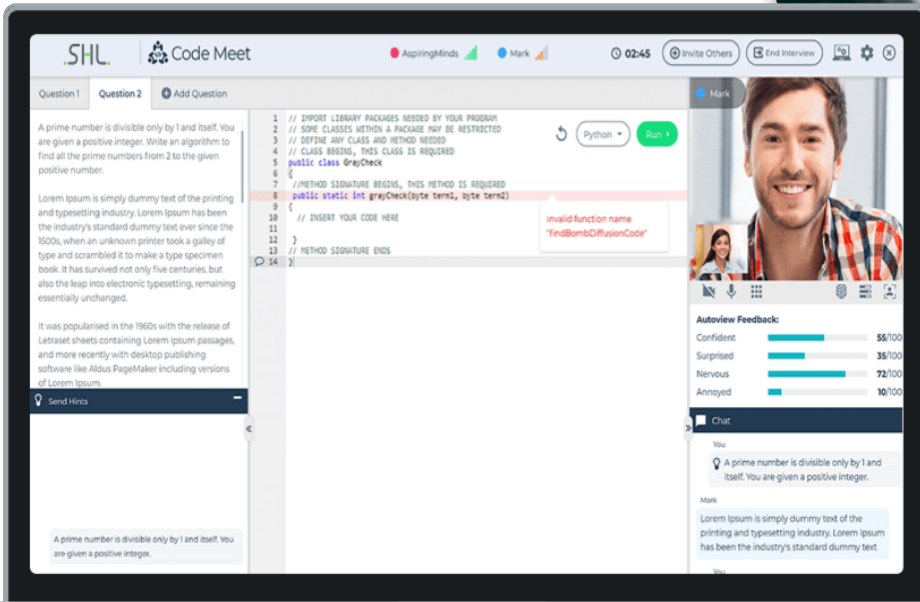 SHL. Code Meet AspiringMinds Mark 02:45 Invite Others End Interview
Question 1 Question 2 Add Question
A prime number is divisible only by 1 and itself. You
are given a positive integer. Write an algorithm to
find all the prime numbers from 2 to the given
positive number.
Lorem Ipsum is simply dummy text of the printing
and typesetting industry. Lorem Ipsum has been
the industry's standard dummy text ever since the
1500s, when an unknown printer took a galley of
type and scrambled it to make a type specimen
book. It has survived not only five centuries, but
also the leap into electronic typesetting, remaining
essentially unchanged.
It was popularised in the 1960s with the release of
Letraset sheets containing Lorem Ipsum passages,
and more recently with desktop publishing
software like Aldus PageMaker including versions
of Lorem Ipsum.
Send Hints
A prime number is divisible only by 1 and itself. You
are given a positive integer.
1 // IMPORT LIBRARY PACKAGES NEEDED BY YOUR PROGRAM
2 // SOME CLASSES WITHIN A PACKAGE MAY BE RESTRICTED
3 // DEFINE ANY CLASS AND METHOD NEEDED
4 // CLASS BEGINS, THIS CLASS IS REQUIRED
5 public class GrayCheck
6 {
7 //METHOD SIGNATURE BEGINS, THIS METHOD IS REQUIRED
8 public static int grayCheck(byte term1, byte term2)
9 {
10 // INSERT YOUR CODE HERE
11
12 }
13 // METHOD SIGNATURE ENDS
14 }
Python Run
Invalid function name
"findBombDiffusionCode"
Mark
Autoview Feedback:
Confident 55/100
Surprised 35/100
Nervous 72/100
Annoyed 10/100
Chat
You
A prime number is divisible only by 1 and
itself. You are given a positive integer.
Mark
Lorem Ipsum is simply dummy text of the
printing and typesetting industry. Lorem Ipsum
has been the industry's standard dummy text
You